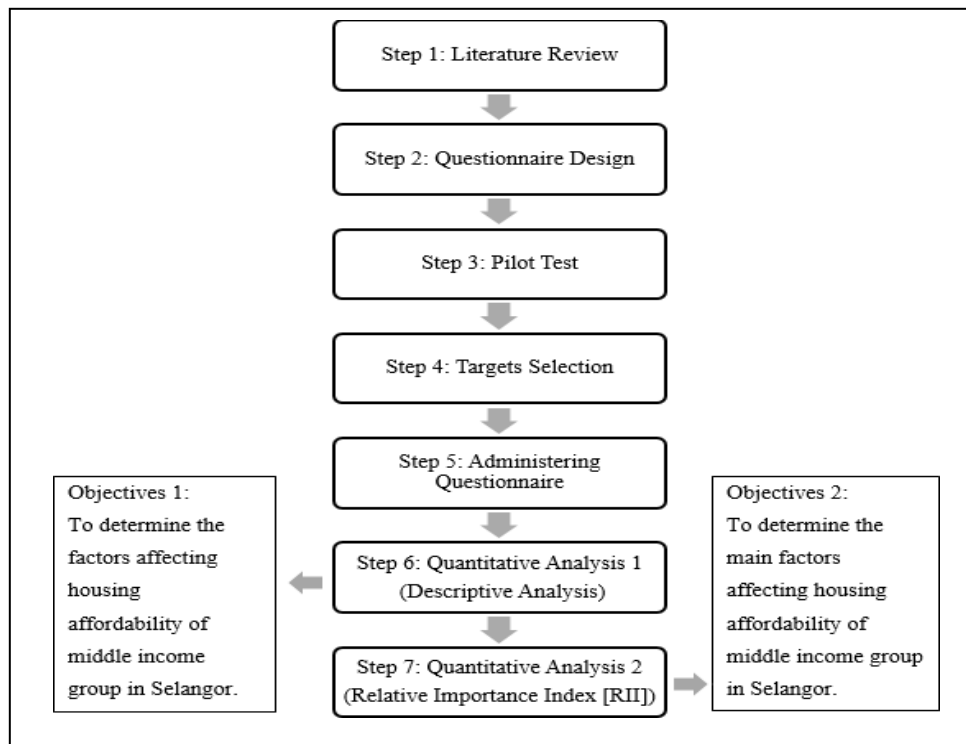 Step 1: Literature Review
Step 2: Questionnaire Design
Step 3: Pilot Test
Step 4: Targets Selection
Step 5: Administering
Questionnaire
Objectives 1:
To determine the
factors affecting
housing
affordability of
middle income
group in Selangor.
Step 6: Quantitative Analysis 1
(Descriptive Analysis)
Step 7: Quantitative Analysis 2
(Relative Importance Index [RII])
Objectives 2:
To determine the
main factors
affecting housing
affordability of
middle income group
in Selangor.